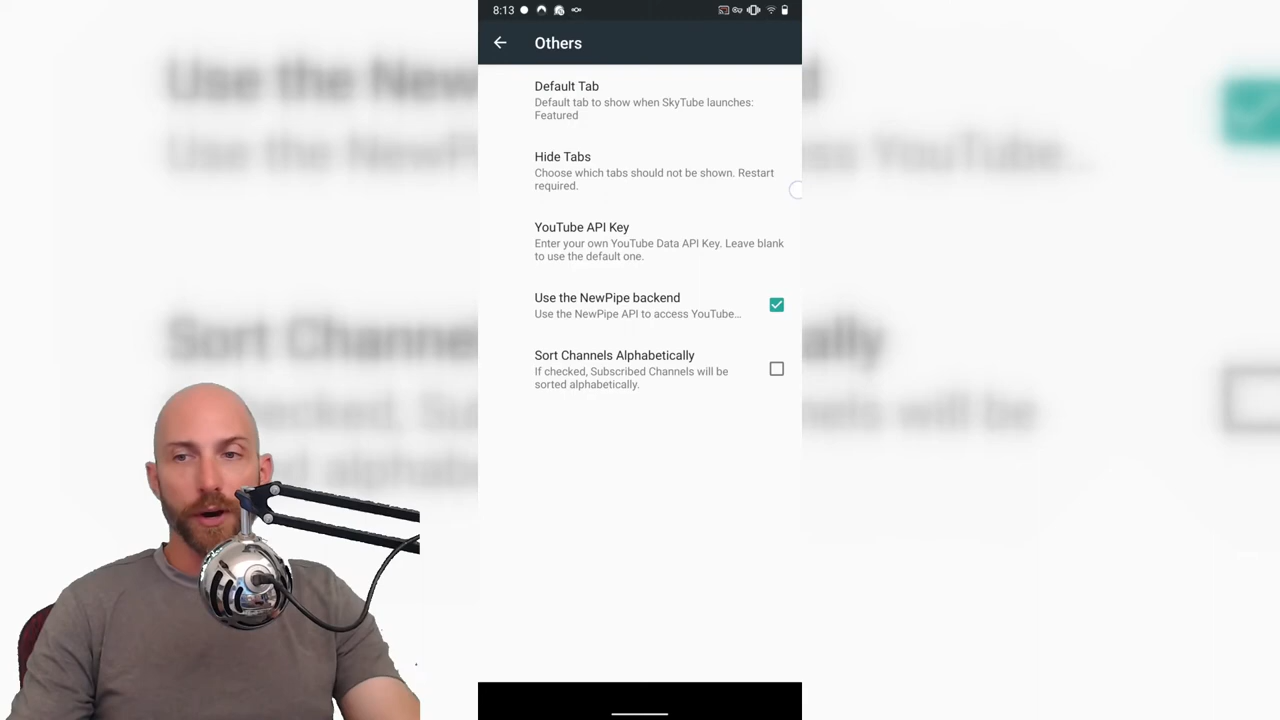 8:13
Others
Default Tab
Default tab to show when SkyTube launches:
Featured
Hide Tabs
Choose which tabs should not be shown. Restart
required.
YouTube API Key
Enter your own YouTube Data API Key. Leave blank
to use the default one.
Use the NewPipe backend
Use the NewPipe API to access YouTube...
Sort Channels Alphabetically
If checked, Subscribed Channels will be
sorted alphabetically.